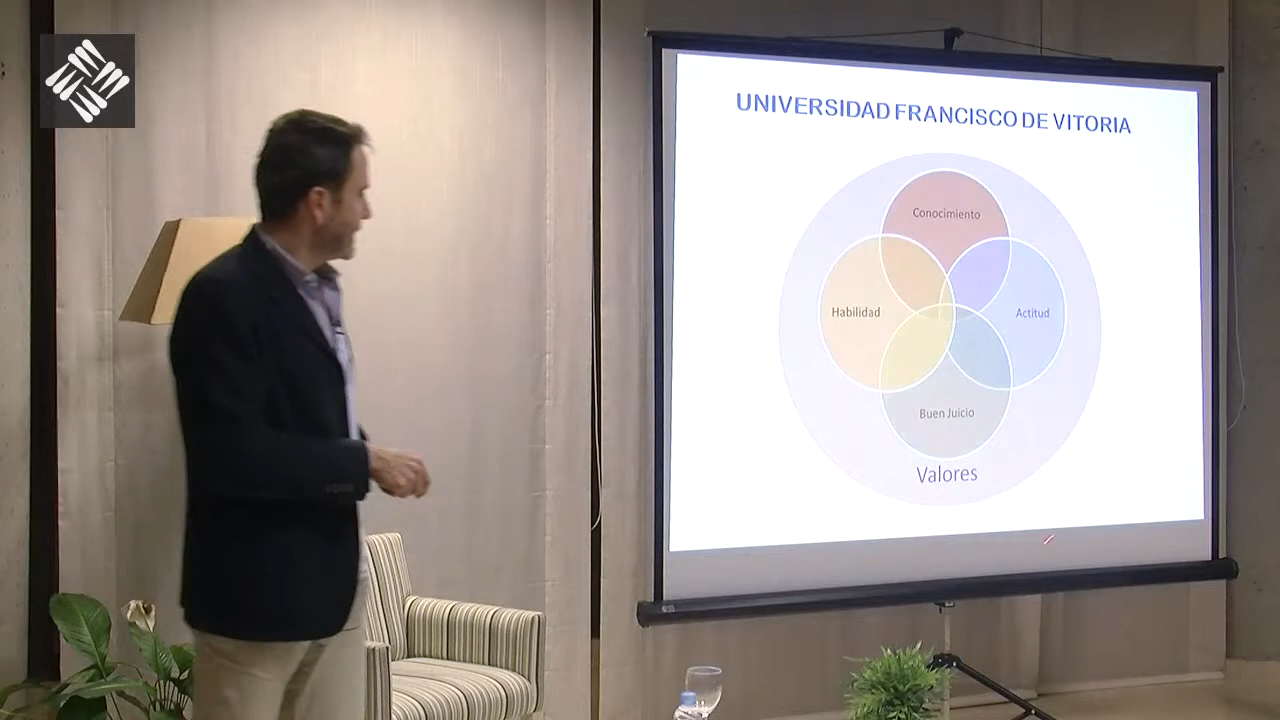 UNIVERSIDAD FRANCISCO DE VITORIA
Conocimiento
Habilidad
Actitud
Buen Juicio
Valores